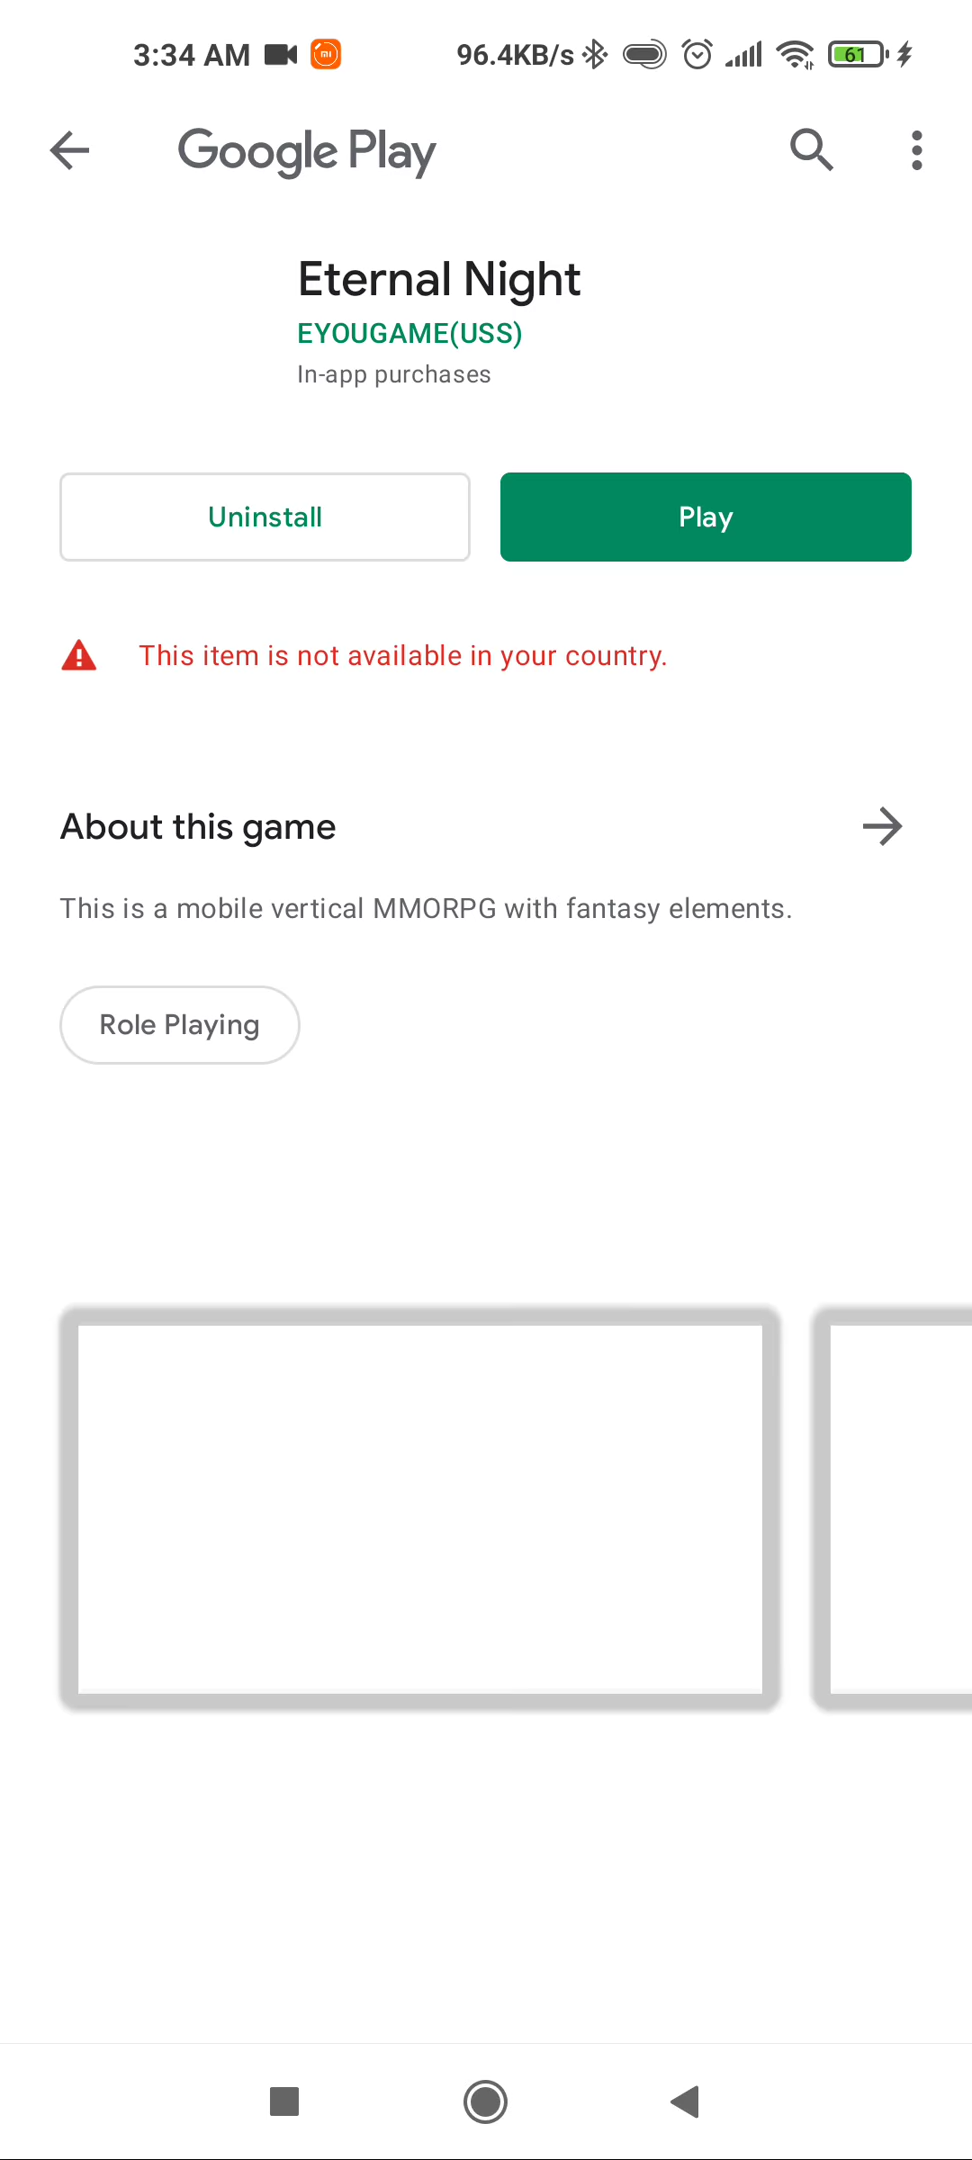 3:34 AM 96.4KB/s 61
Google Play
Eternal Night
EYOUGAME(USS)
In-app purchases
Uninstall Play
This item is not available in your country.
About this game
This is a mobile vertical MMORPG with fantasy elements.
Role Playing